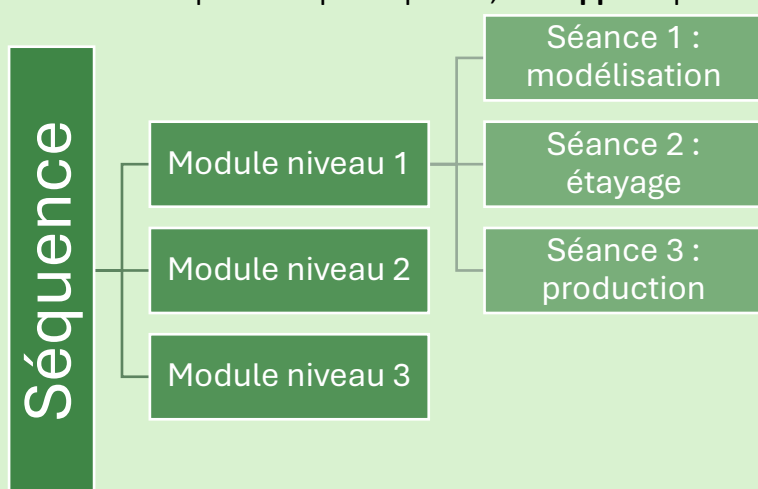 Séquence
Module niveau 1
Module niveau 2
Module niveau 3
Séance 1 :
modélisation
Séance 2 :
étayage
Séance 3 :
production